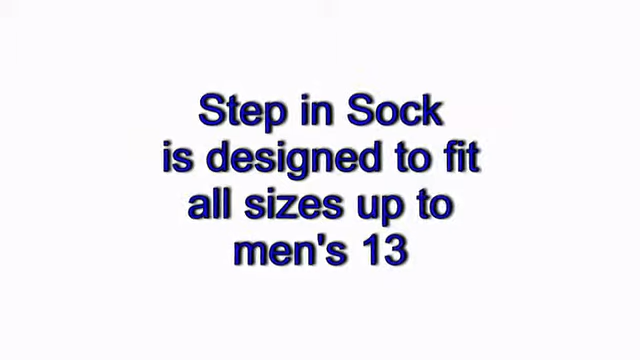 Step in Sock
is designed to fit
all sizes up to
men's 13